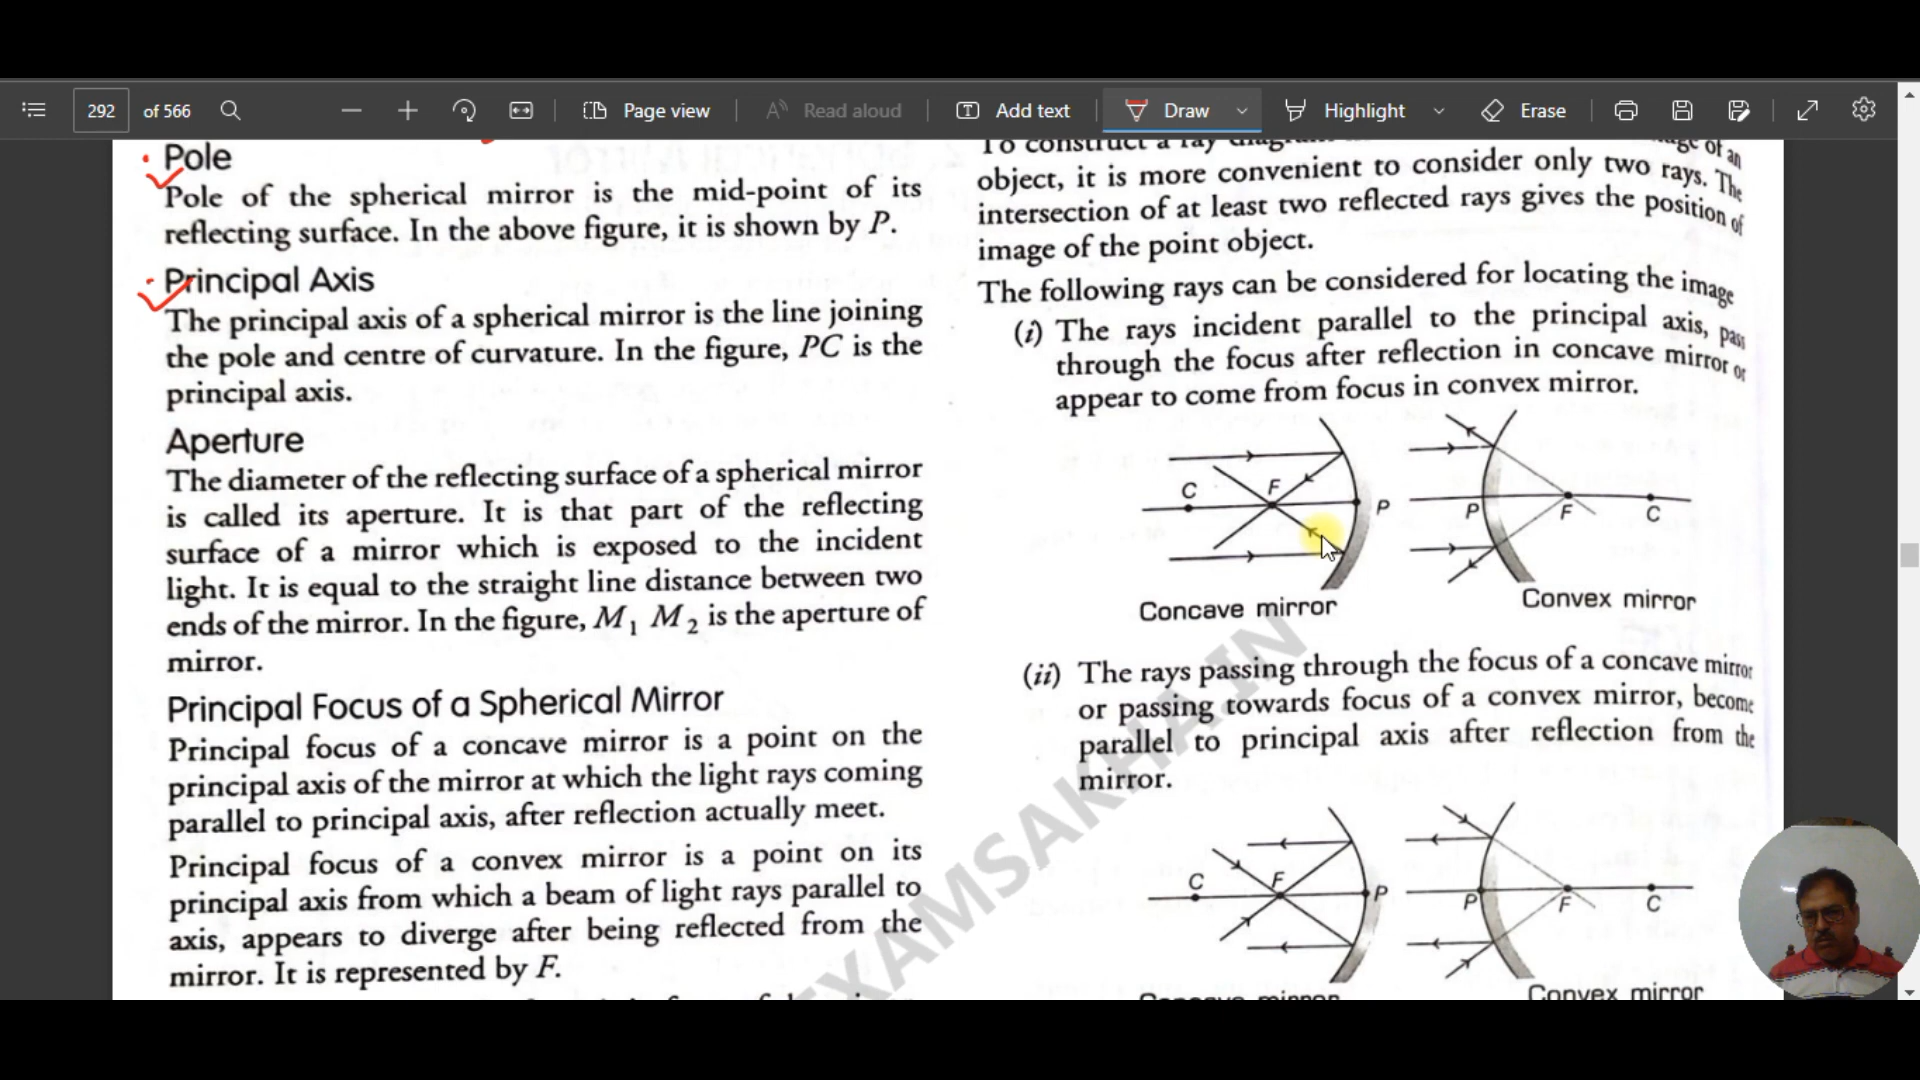 292 of 566
Page view
Read aloud
Add text
Draw
Highlight
Erase
Pole
Pole of the spherical mirror is the mid-point of its
reflecting surface. In the above figure, it is shown by P.
Principal Axis
The principal axis of a spherical mirror is the line joining
the pole and centre of curvature. In the figure, PC is the
principal axis.
Aperture
The diameter of the reflecting surface of a spherical mirror
is called its aperture. It is that part of the reflecting
surface of a mirror which is exposed to the incident
light. It is equal to the straight line distance between two
ends of the mirror. In the figure, M1 M2 is the aperture of
mirror.
Principal Focus of a Spherical Mirror
Principal focus of a concave mirror is a point on the
principal axis of the mirror at which the light rays coming
parallel to principal axis, after reflection actually meet.
Principal focus of a convex mirror is a point on its
principal axis from which a beam of light rays parallel to
axis, appears to diverge after being reflected from the
mirror. It is represented by F.
To construct a ray of an
object, it is more convenient to consider only two rays. The
intersection of at least two reflected rays gives the position of
image of the point object.
The following rays can be considered for locating the image
(i) The rays incident parallel to the principal axis, pass
through the focus after reflection in concave mirror or
appear to come from focus in convex mirror.
C F P
P F C
Concave mirror
Convex mirror
(ii) The rays passing through the focus of a concave mirror
or passing towards focus of a convex mirror, become
parallel to principal axis after reflection from the
mirror.
C F P
P F C
Concave mirror
Convex mirror
EXAMSAKHA.IN